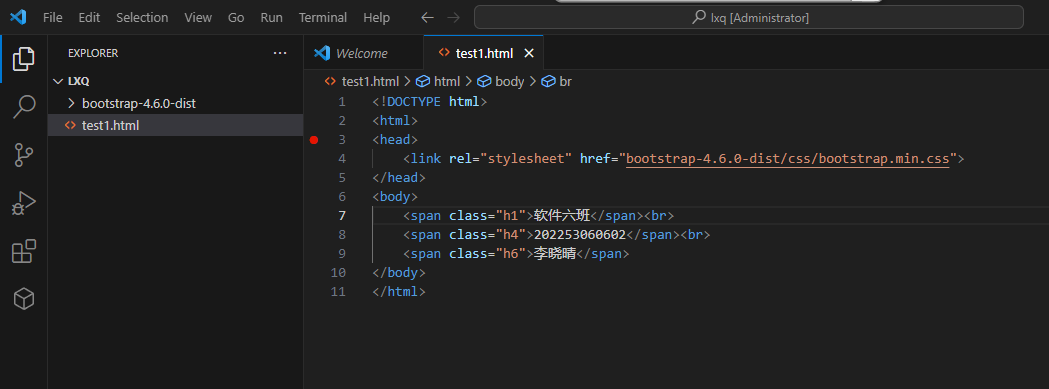 File Edit Selection View Go Run Terminal Help lxq [Administrator]
EXPLORER ···
LXQ
bootstrap-4.6.0-dist
test1.html
Welcome test1.html
test1.html > html > body > br
1 <!DOCTYPE html>
2 <html>
3 <head>
4 <link rel="stylesheet" href="bootstrap-4.6.0-dist/css/bootstrap.min.css">
5 </head>
6 <body>
7 <span class="h1">软件六班</span><br>
8 <span class="h4">202253060602</span><br>
9 <span class="h6">李晓晴</span>
10 </body>
11 </html>